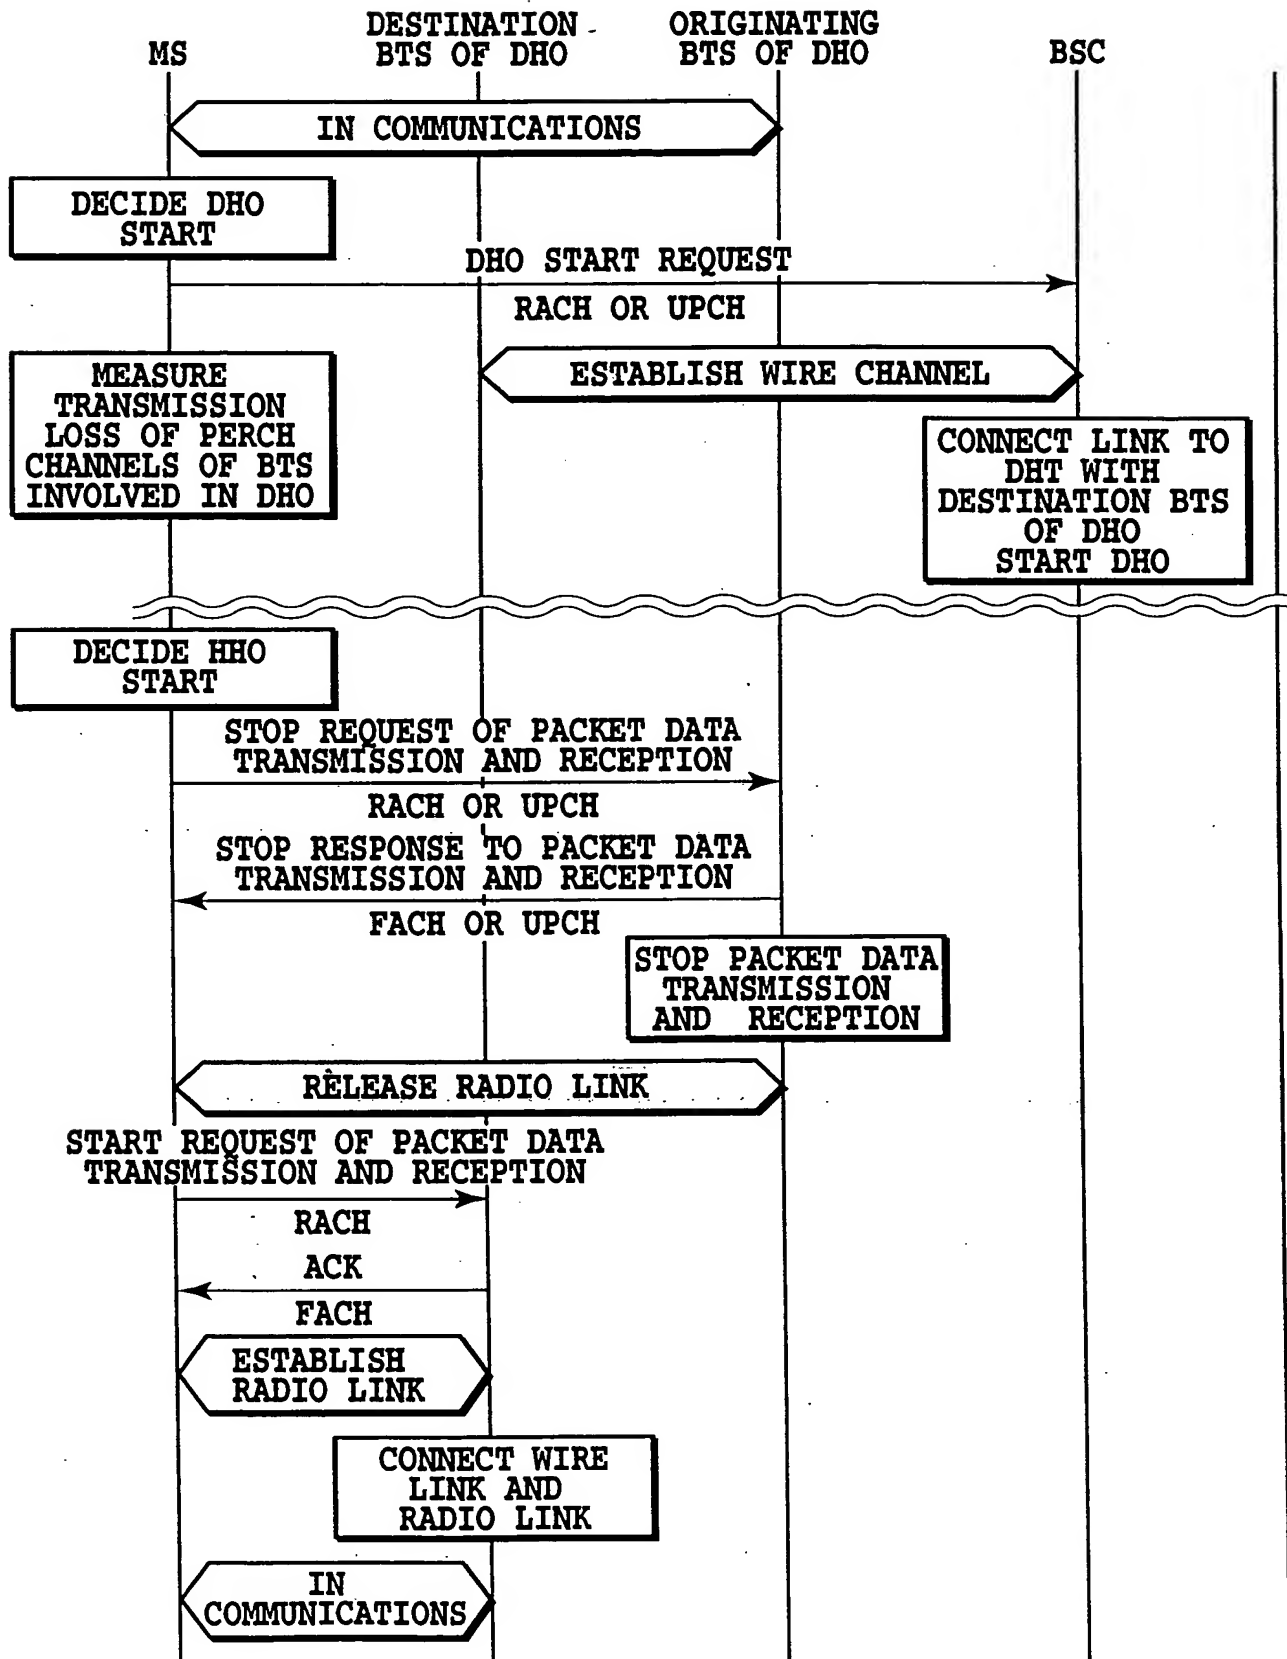 MS
DESTINATION
BTS OF DHO
ORIGINATING
BTS OF DHO
BSC
IN COMMUNICATIONS
DECIDE DHO
START
DHO START REQUEST
RACH OR UPCH
MEASURE
TRANSMISSION
LOSS OF PERCH
CHANNELS OF BTS
INVOLVED IN DHO
ESTABLISH WIRE CHANNEL
CONNECT LINK TO
DHT WITH
DESTINATION BTS
OF DHO
START DHO
DECIDE HHO
START
STOP REQUEST OF PACKET DATA
TRANSMISSION AND RECEPTION
RACH OR UPCH
STOP RESPONSE TO PACKET DATA
TRANSMISSION AND RECEPTION
FACH OR UPCH
STOP PACKET DATA
TRANSMISSION
AND RECEPTION
RELEASE RADIO LINK
START REQUEST OF PACKET DATA
TRANSMISSION AND RECEPTION
RACH
ACK
FACH
ESTABLISH
RADIO LINK
CONNECT WIRE
LINK AND
RADIO LINK
IN
COMMUNICATIONS